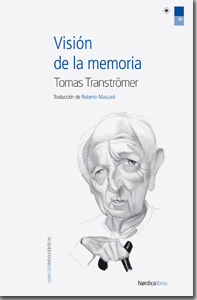 Visión
de la memoria
Tomas Tranströmer
Traducción de Roberto Mascaró
Nórdicalibros